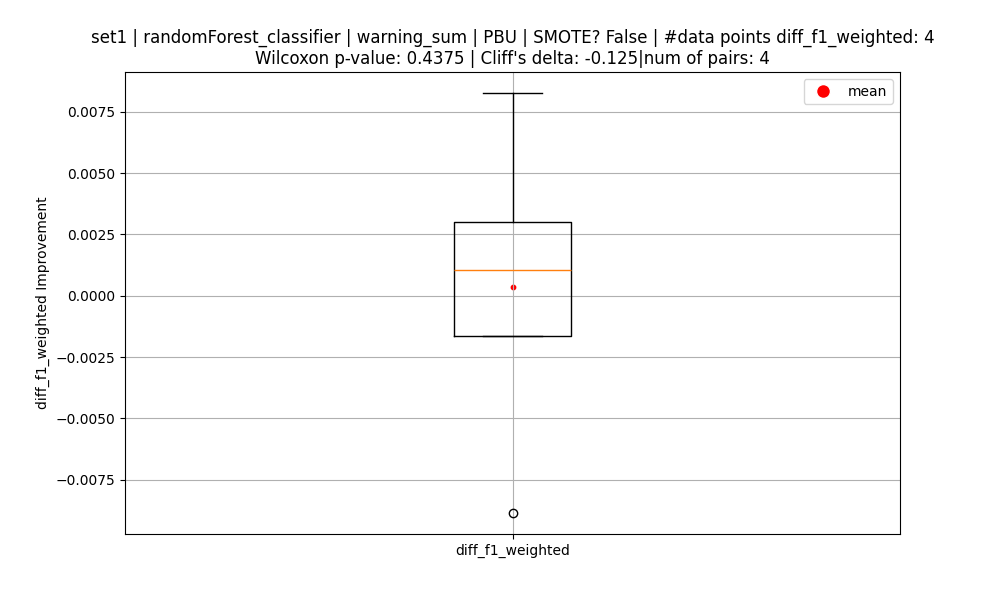 set1 | randomForest_classifier | warning_sum | PBU | SMOTE? False | #data points diff_f1_weighted: 4
Wilcoxon p-value: 0.4375 | Cliff's delta: -0.125|num of pairs: 4
mean
0.0075
0.0050
0.0025
0.0000
−0.0025
−0.0050
−0.0075
diff_f1_weighted Improvement
diff_f1_weighted